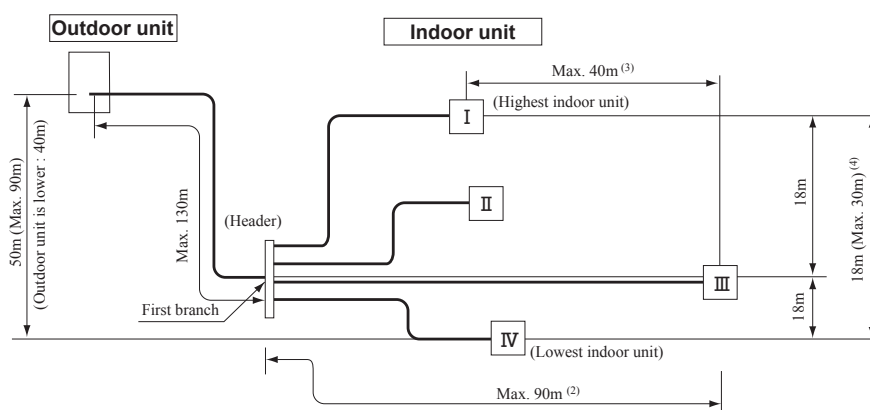 Outdoor unit
Indoor unit
Max. 40m (3)
I
(Highest indoor unit)
50m (Max. 90m)
(Outdoor unit is lower : 40m)
Max. 130m
(Header)
II
18m
18m (Max. 30m) (4)
III
First branch
18m
IV
(Lowest indoor unit)
Max. 90m (2)